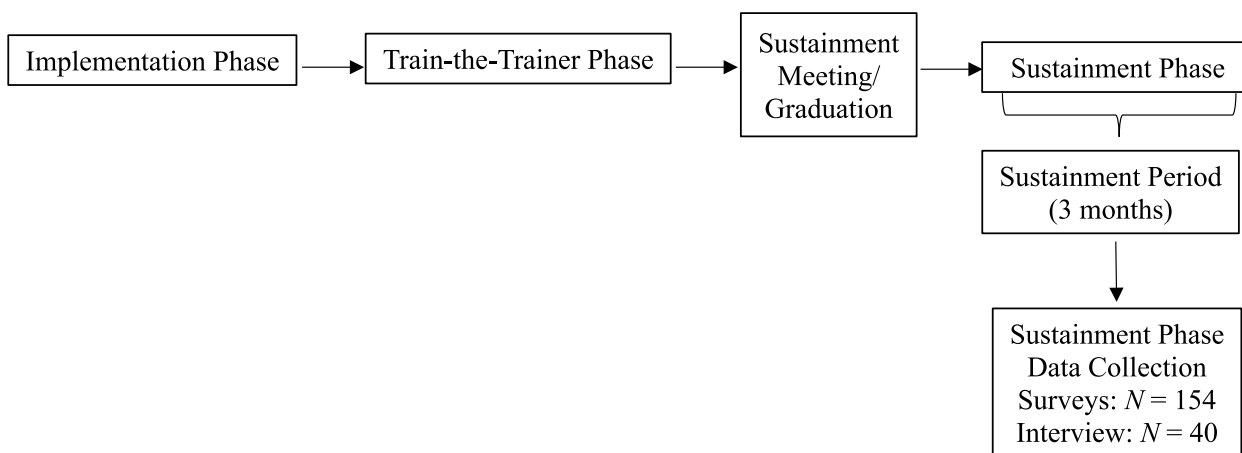 Implementation Phase
Train-the-Trainer Phase
Sustainment
Meeting/
Graduation
Sustainment Phase
Sustainment Period
(3 months)
Sustainment Phase
Data Collection
Surveys: N = 154
Interview: N = 40